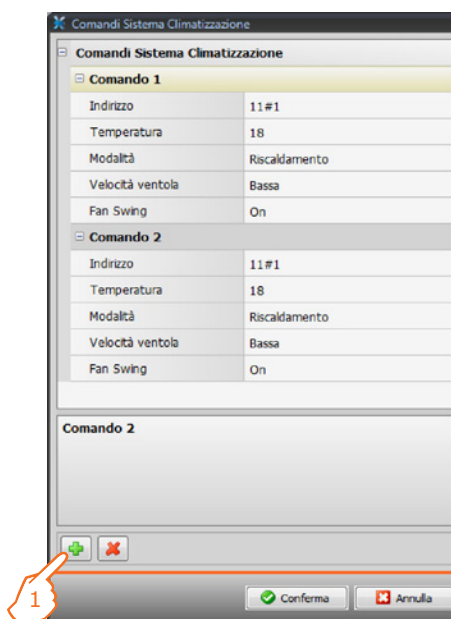 Comandi Sistema Climatizzazione
Comandi Sistema Climatizzazione
Comando 1
Indirizzo 11#1
Temperatura 18
Modalità Riscaldamento
Velocità ventola Bassa
Fan Swing On
Comando 2
Indirizzo 11#1
Temperatura 18
Modalità Riscaldamento
Velocità ventola Bassa
Fan Swing On
Comando 2
1
Conferma Annulla